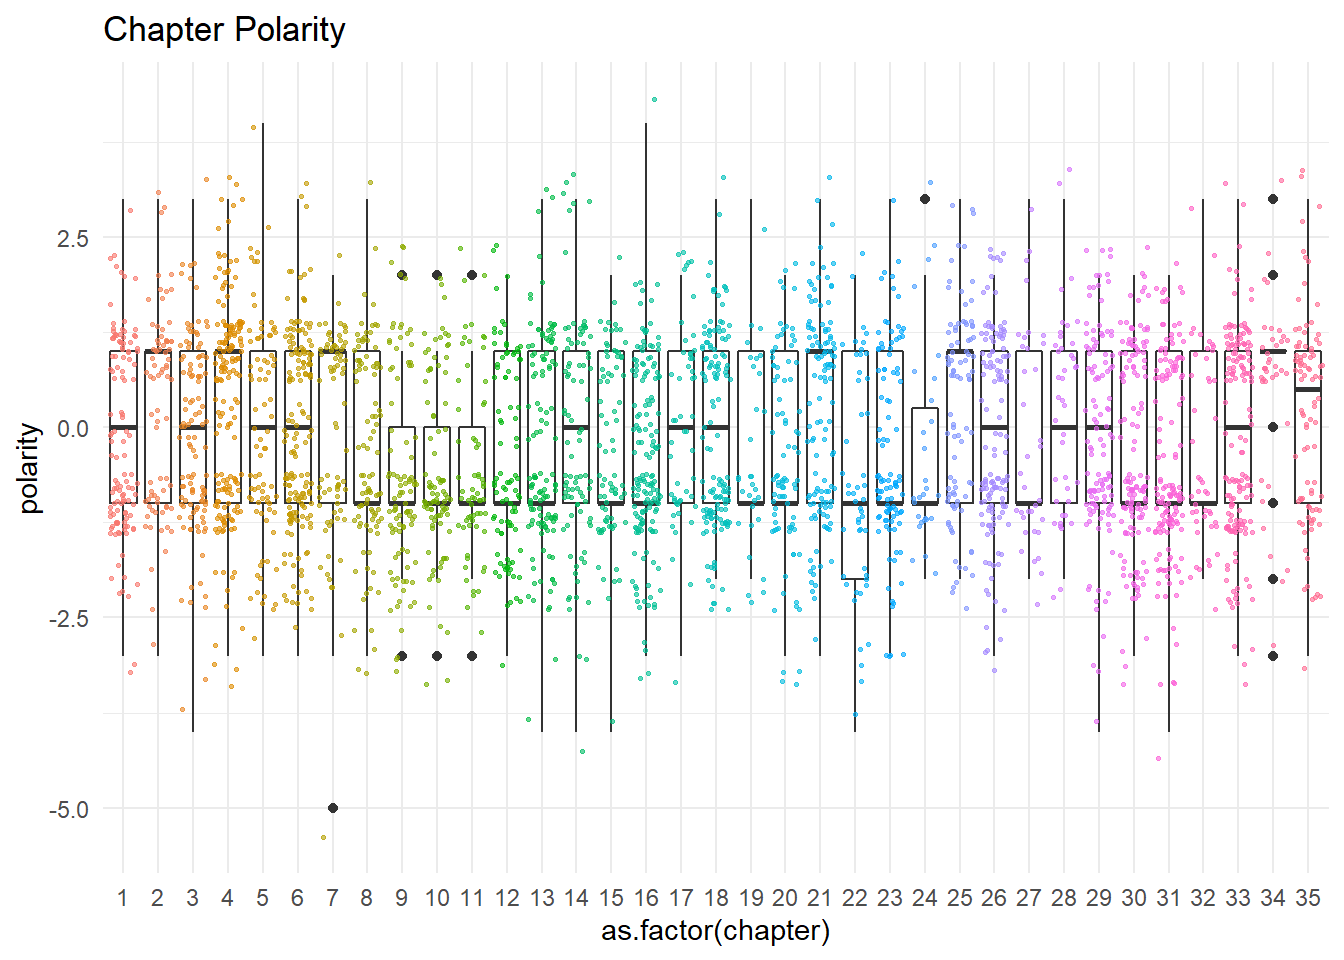 Chapter Polarity
polarity
2.5
0.0
-2.5
-5.0
1 2 3 4 5 6 7 8 9 10 11 12 13 14 15 16 17 18 19 20 21 22 23 24 25 26 27 28 29 30 31 32 33 34 35
as.factor(chapter)